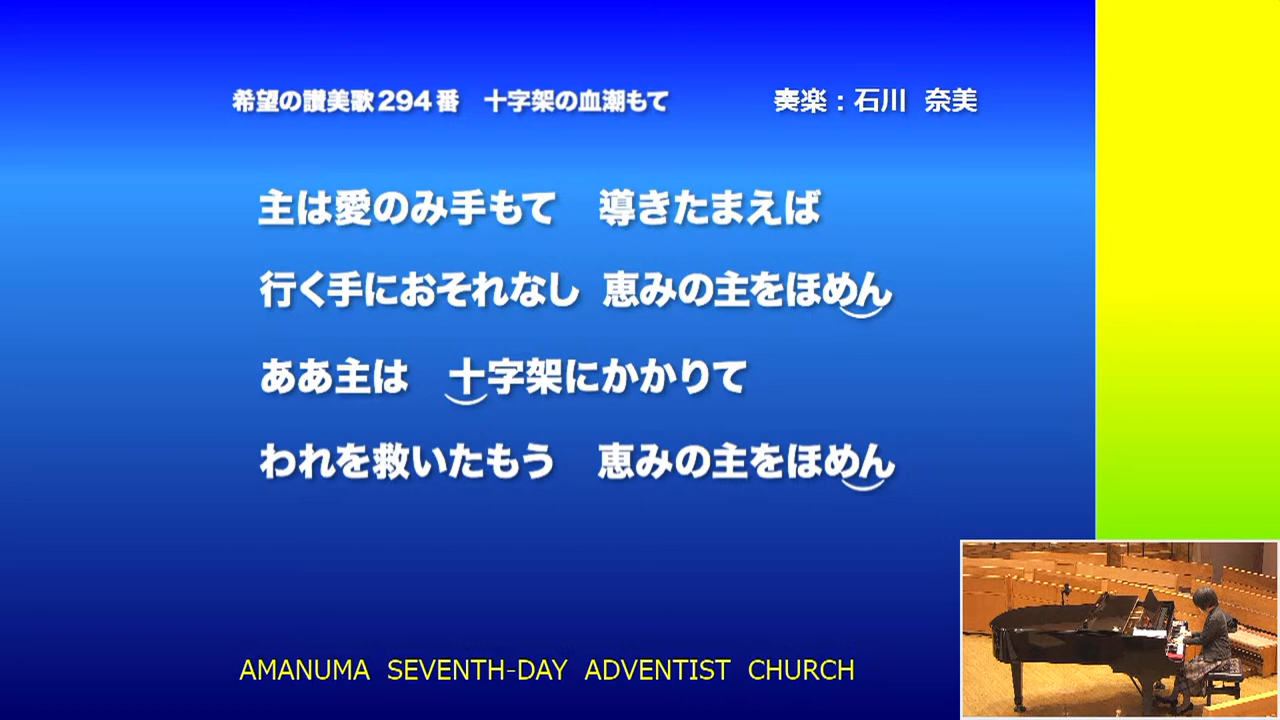 希望の讃美歌294番　十字架の血潮もて　奏楽：石川　奈美
主は愛のみ手もて　導きたまえば
行く手におそれなし　恵みの主をほめん
ああ主は　十字架にかかりて
われを救いたもう　恵みの主をほめん
AMANUMA SEVENTH-DAY ADVENTIST CHURCH